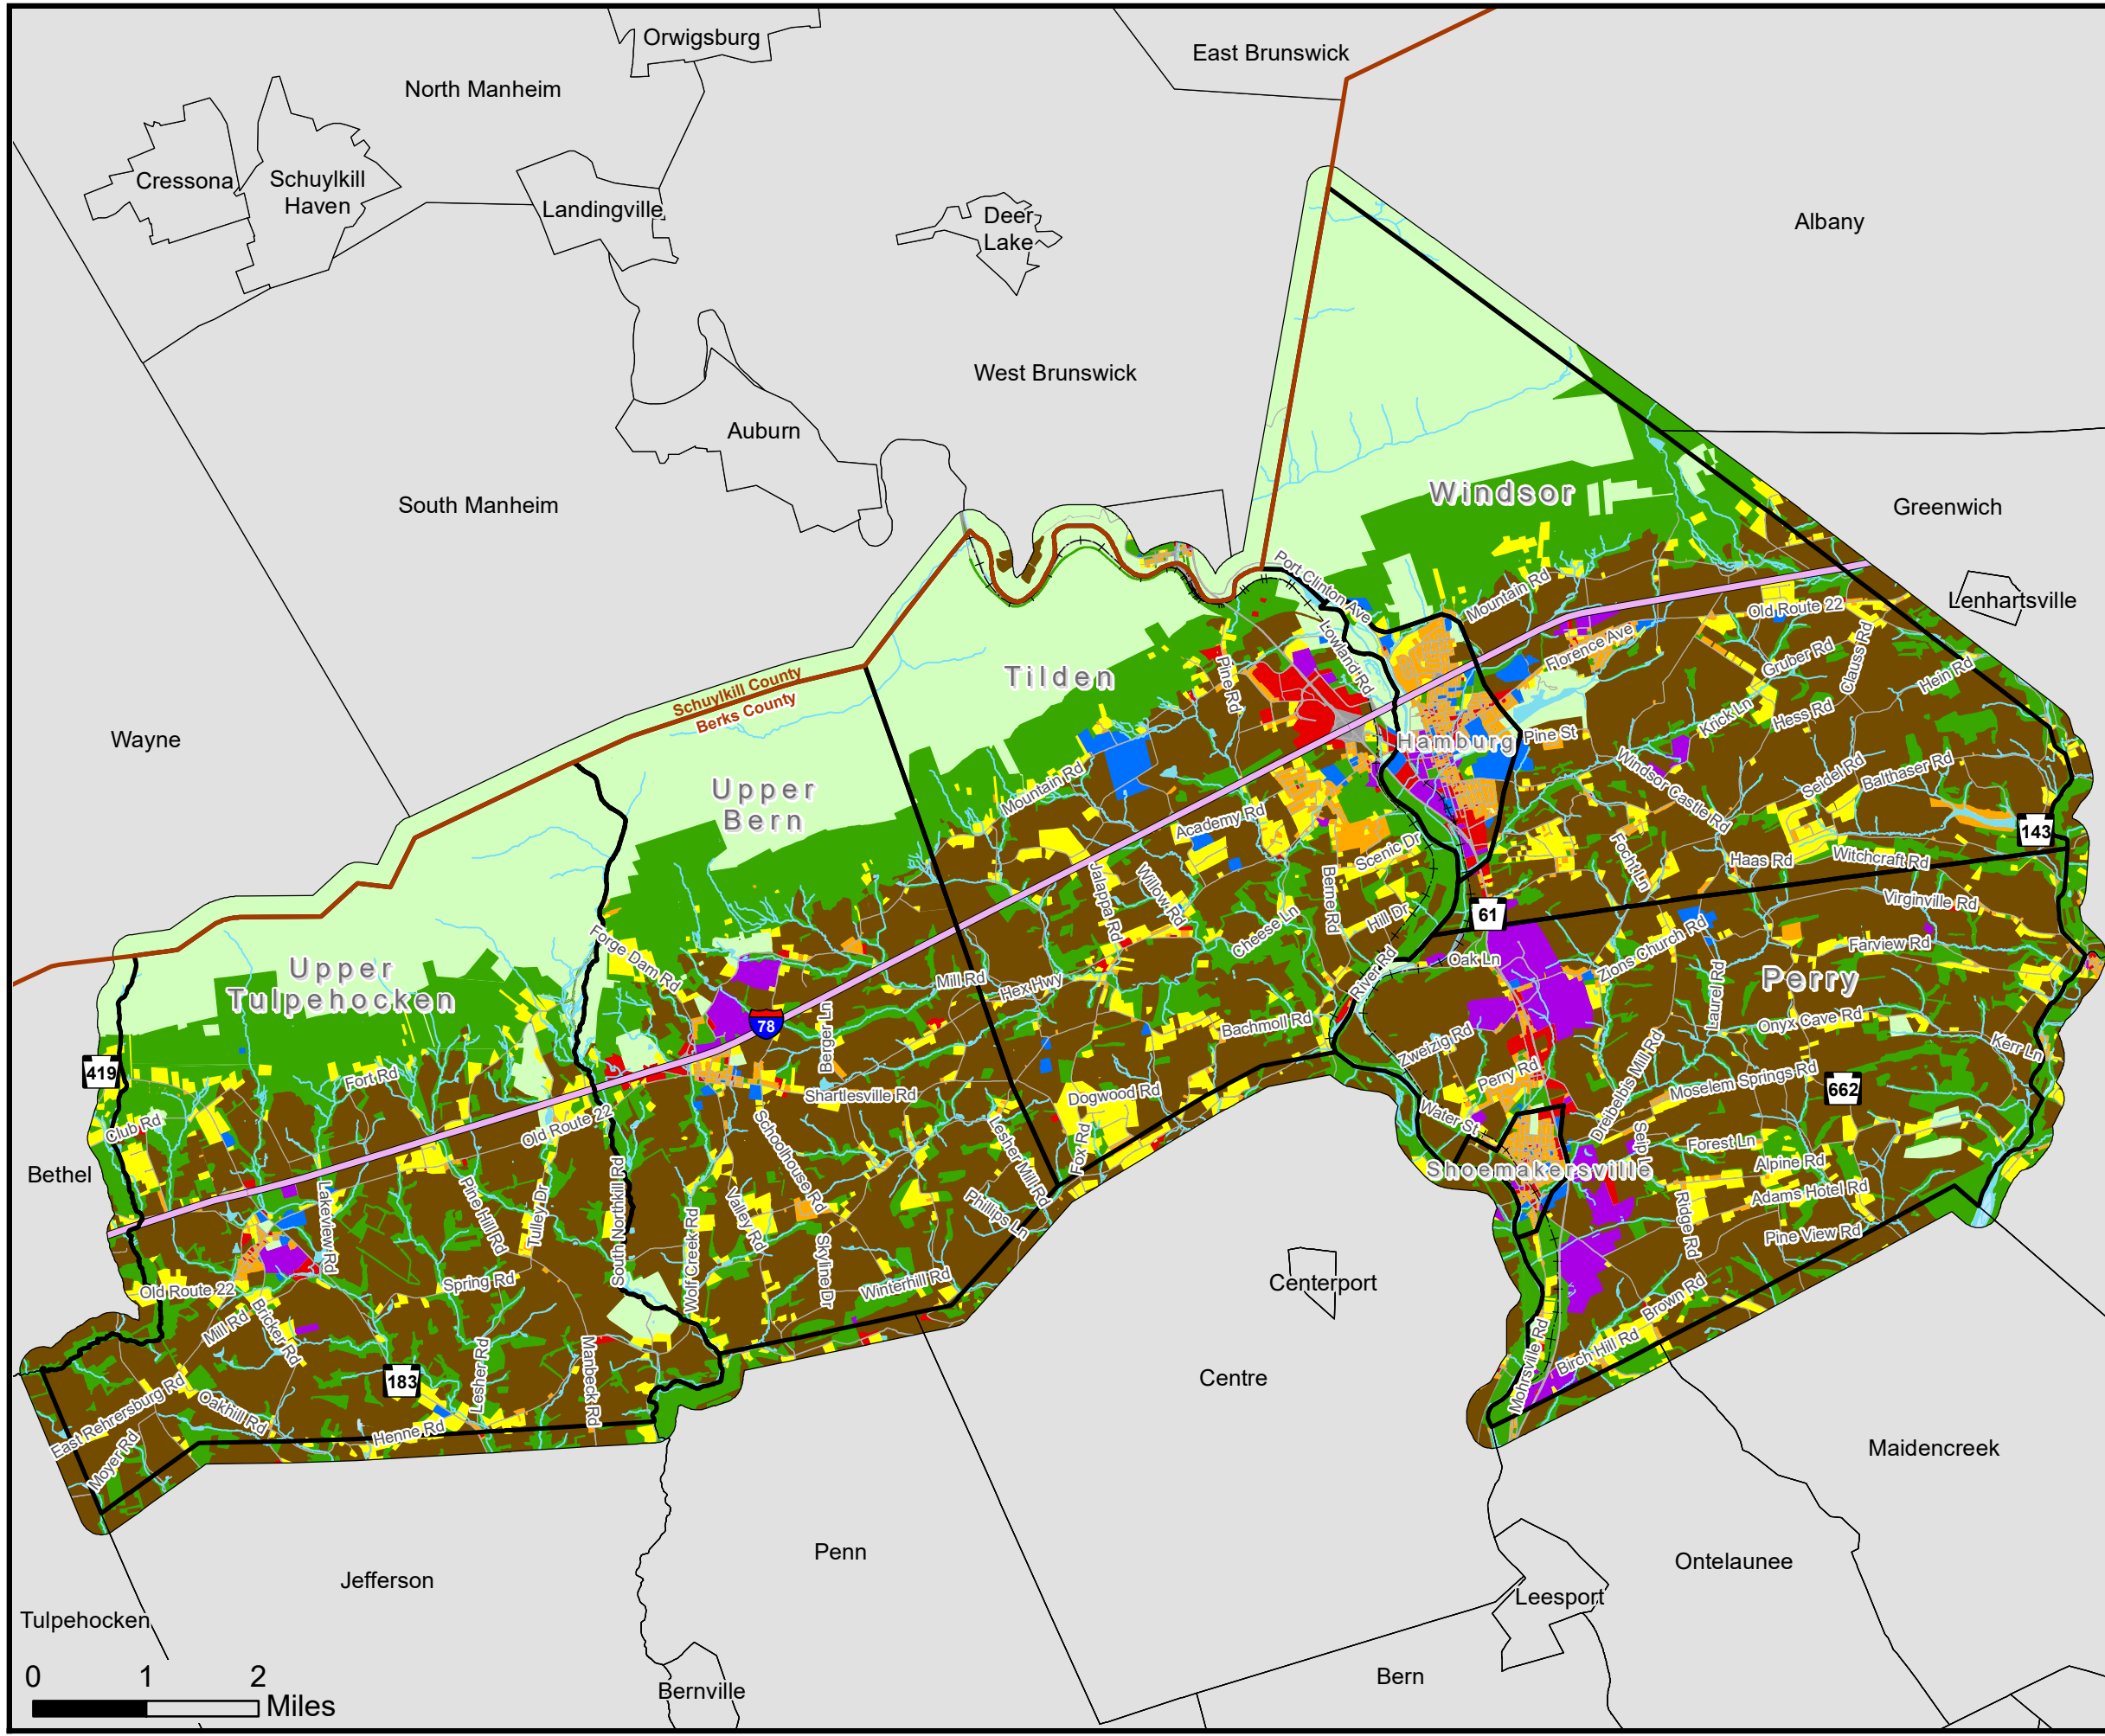 Orwigsburg
East Brunswick
North Manheim
Cressona
Schuylkill
Haven
Landingville
Deer
Lake
Albany
West Brunswick
Auburn
South Manheim
Windsor
Greenwich
Lenhartsville
Port Clinton Ave
Mountain Rd
Old Route 22
Lowland Rd
Florence Ave
Gruber Rd
Clauss Rd
Hein Rd
Tilden
Pine Rd
Schuylkill County
Berks County
Krick Ln
Hess Rd
Wayne
Hamburg
Pine St
Upper
Bern
Mountain Rd
Windsor Castle Rd
Seidel Rd
Balthaser Rd
Academy Rd
143
Scenic Dr
Focht Ln
Haas Rd
Witchcraft Rd
Jalappa Rd
Willow Rd
Berne Rd
Virginville Rd
61
Hill Dr
Cheese Ln
Forge Dam Rd
Zions Church Rd
Farview Rd
Oak Ln
River Rd
Upper
Tulpehocken
Mill Rd
Hex Hwy
Laurel Rd
Perry
78
Berger Ln
Bachmoll Rd
Onyx Cave Rd
Zweizig Rd
Kerr Ln
419
Fort Rd
Perry Rd
Dreibelbis Mill Rd
Moselem Springs Rd
662
Shartlesville Rd
Dogwood Rd
Club Rd
Old Route 22
Schoolhouse Rd
Lesher Mill Rd
Fox Rd
Water St
Seip Ln
Forest Ln
Bethel
Shoemakersville
Alpine Rd
Adams Hotel Rd
Lakeview Rd
Pine Hill Rd
Tulley Dr
South Northkill Rd
Wolf Creek Rd
Valley Rd
Phillips Ln
Ridge Rd
Pine View Rd
Skyline Dr
Old Route 22
Spring Rd
Winterhill Rd
Centerport
Mill Rd
Bricker Rd
Brown Rd
Birch Hill Rd
Mohrsville Rd
Manbeck Rd
Lesher Rd
183
Centre
East Rehrersburg Rd
Oakhill Rd
Henne Rd
Moyer Rd
Maidencreek
Penn
Ontelaunee
Jefferson
Leesport
Tulpehocken
Bern
Bernville
0 1 2
Miles